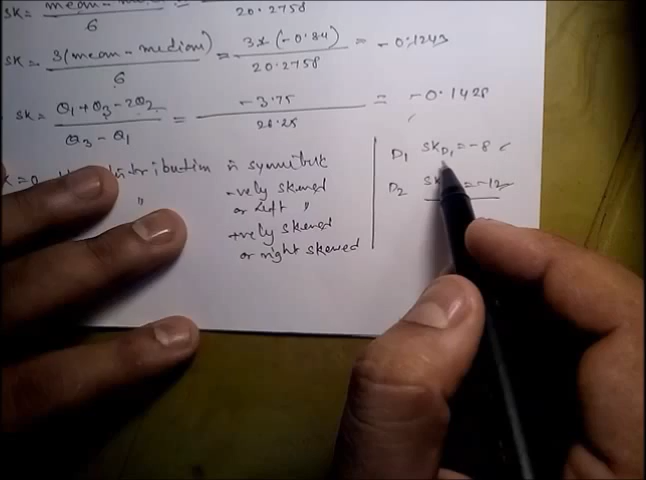 SK = mean - mode / 6 =
20.2758
SK = 3(mean - median) / 6 = 3x(-0.84) / 20.2758 = -0.1243
SK = Q1 + Q3 - 2Q2 / Q3 - Q1 = -3.75 / 26.25 = -0.1428
distribution is symmetric
" -vely skewed
or Left "
+vely skewed
or right skewed
D1 SKD1 = -8
D2 SK = -12